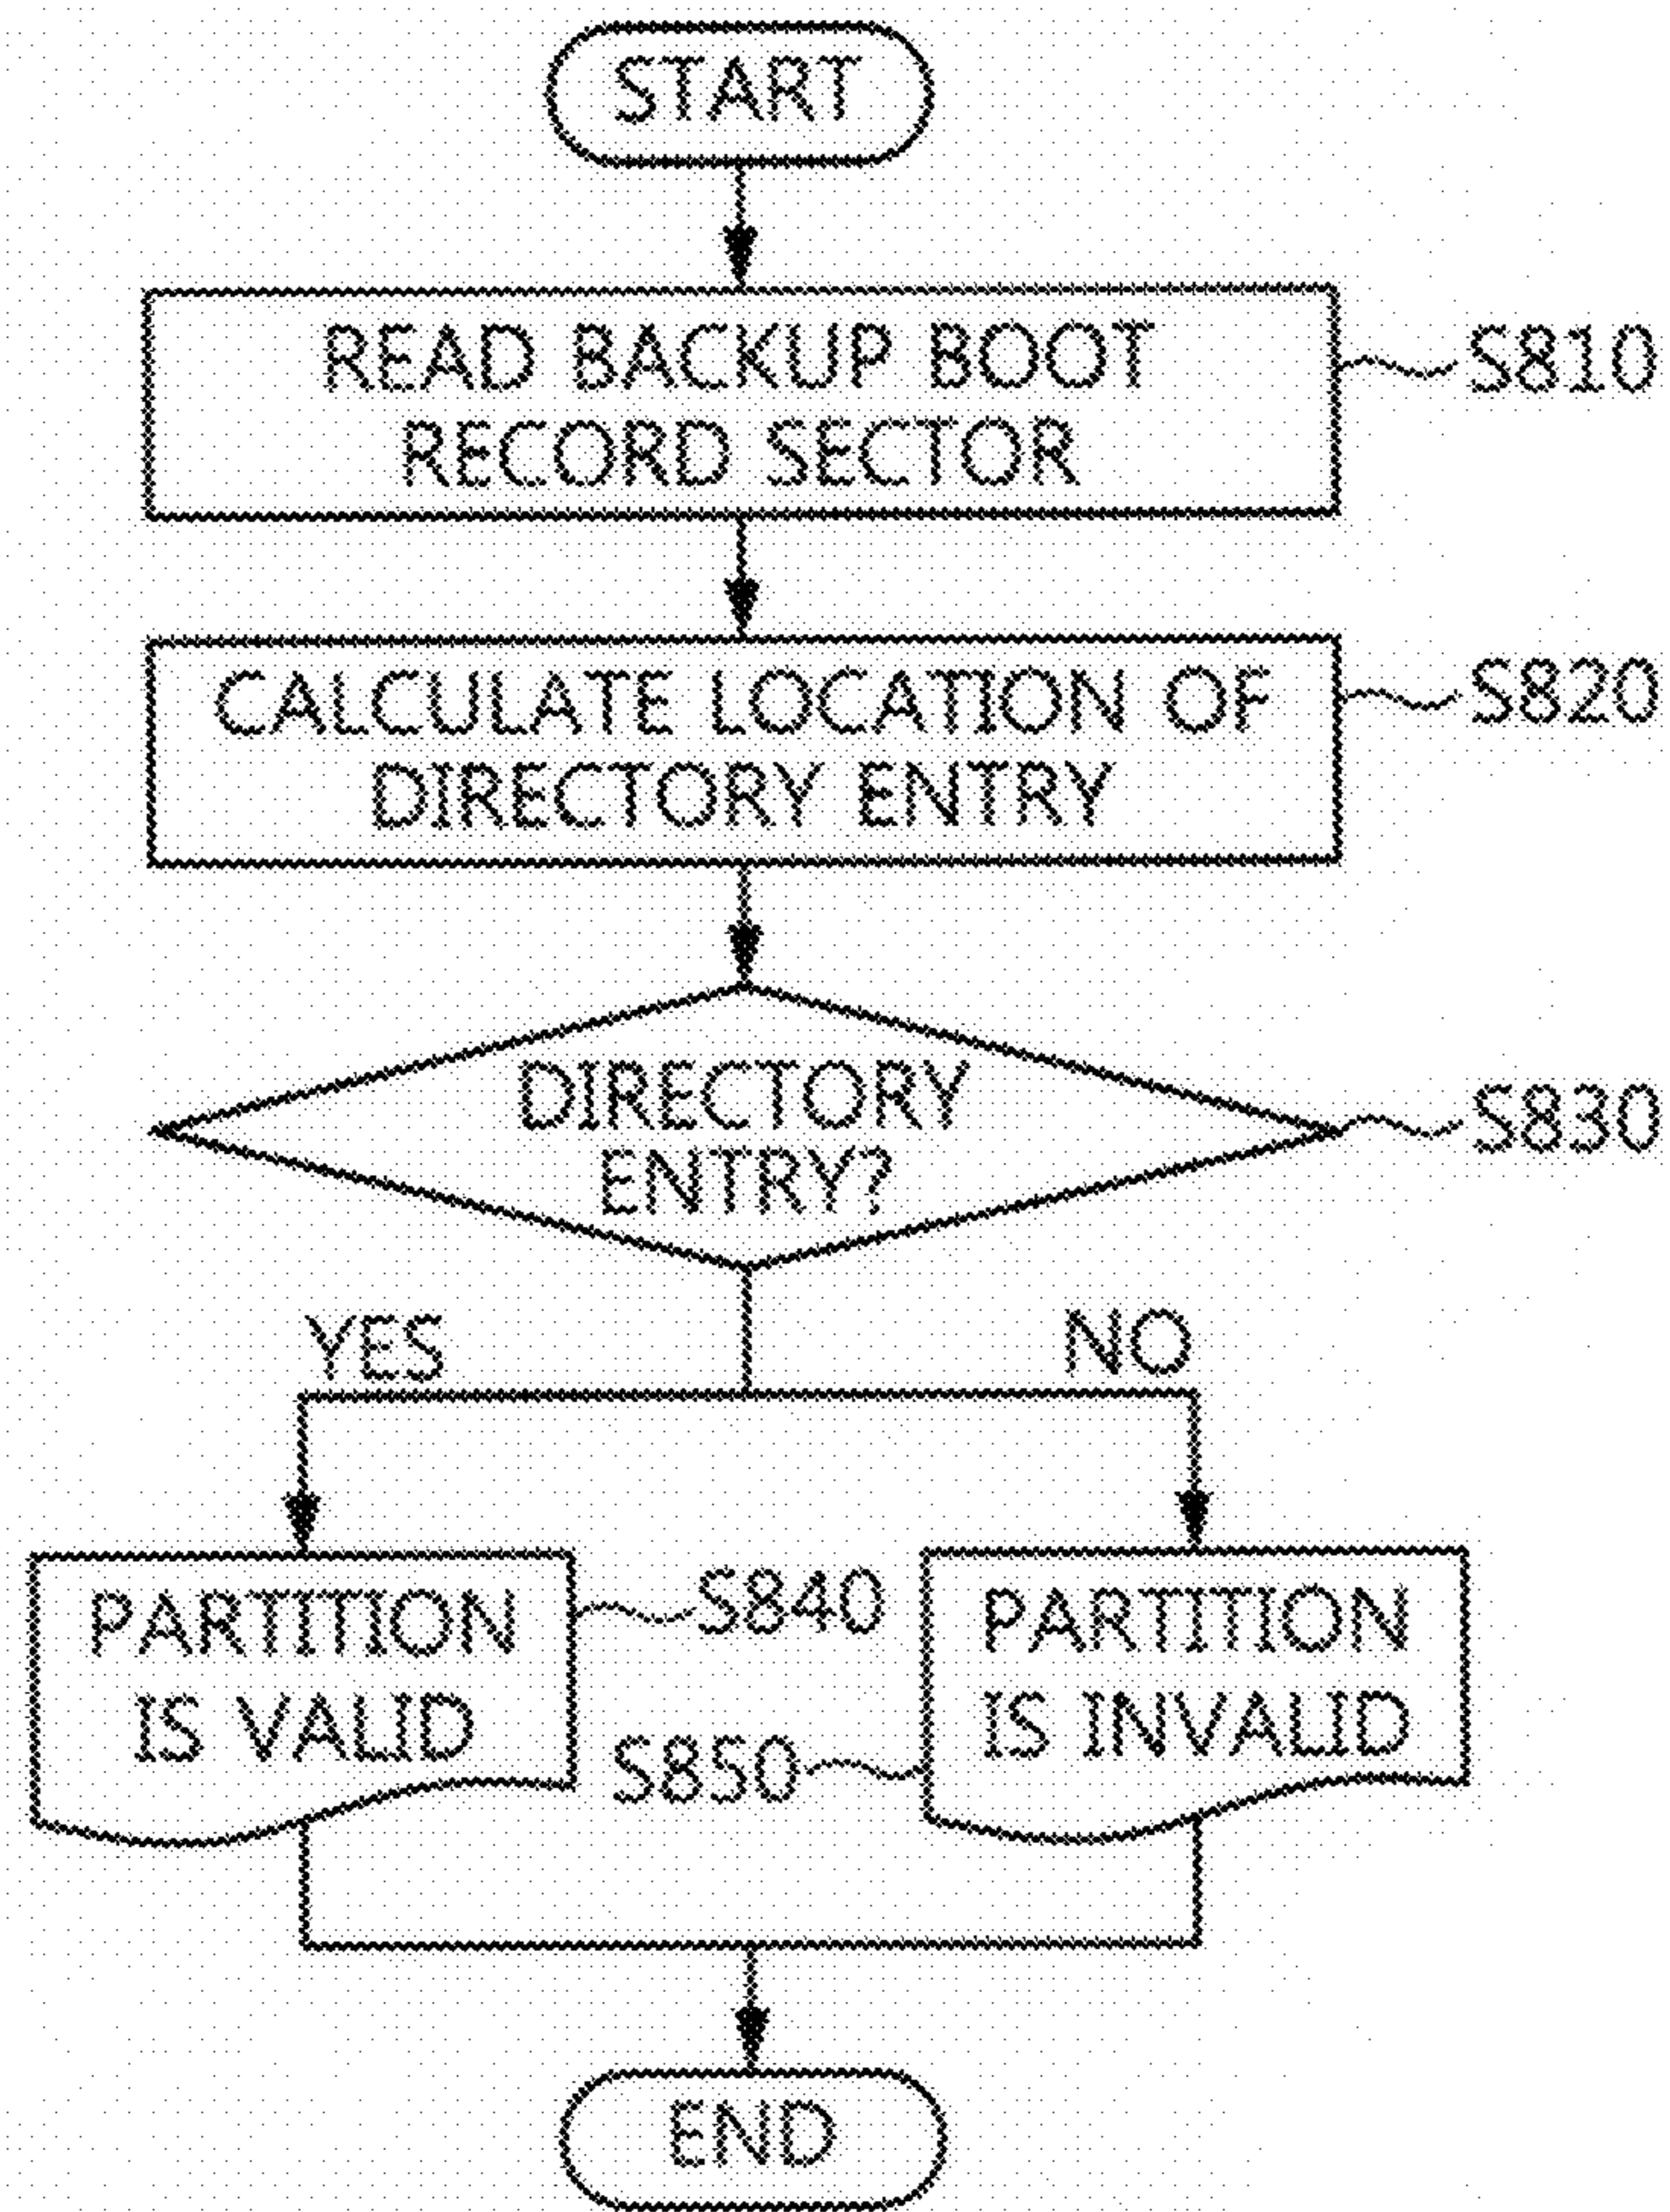 START
READ BACKUP BOOT
RECORD SECTOR
S810
CALCULATE LOCATION OF
DIRECTORY ENTRY
S820
DIRECTORY
ENTRY?
S830
YES
NO
PARTITION
IS VALID
S840
PARTITION
IS INVALID
S850
END